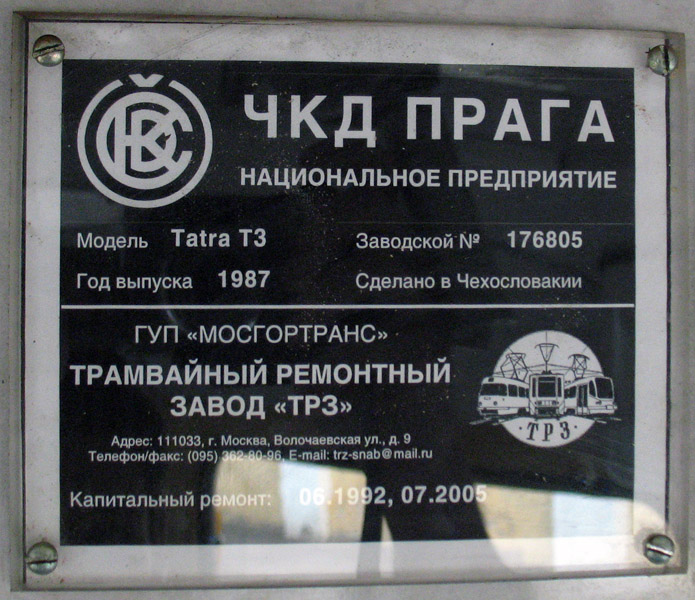 ČKD
ЧКД ПРАГА
НАЦИОНАЛЬНОЕ ПРЕДПРИЯТИЕ
Модель Tatra T3 Заводской № 176805
Год выпуска 1987 Сделано в Чехословакии
ГУП «МОСГОРТРАНС»
ТРАМВАЙНЫЙ РЕМОНТНЫЙ
ЗАВОД «ТРЗ»
ТРЗ
Адрес: 111033, г. Москва, Волочаевская ул., д. 9
Телефон/факс: (095) 362-80-96, E-mail: trz-snab@mail.ru
Капитальный ремонт: 06.1992, 07.2005